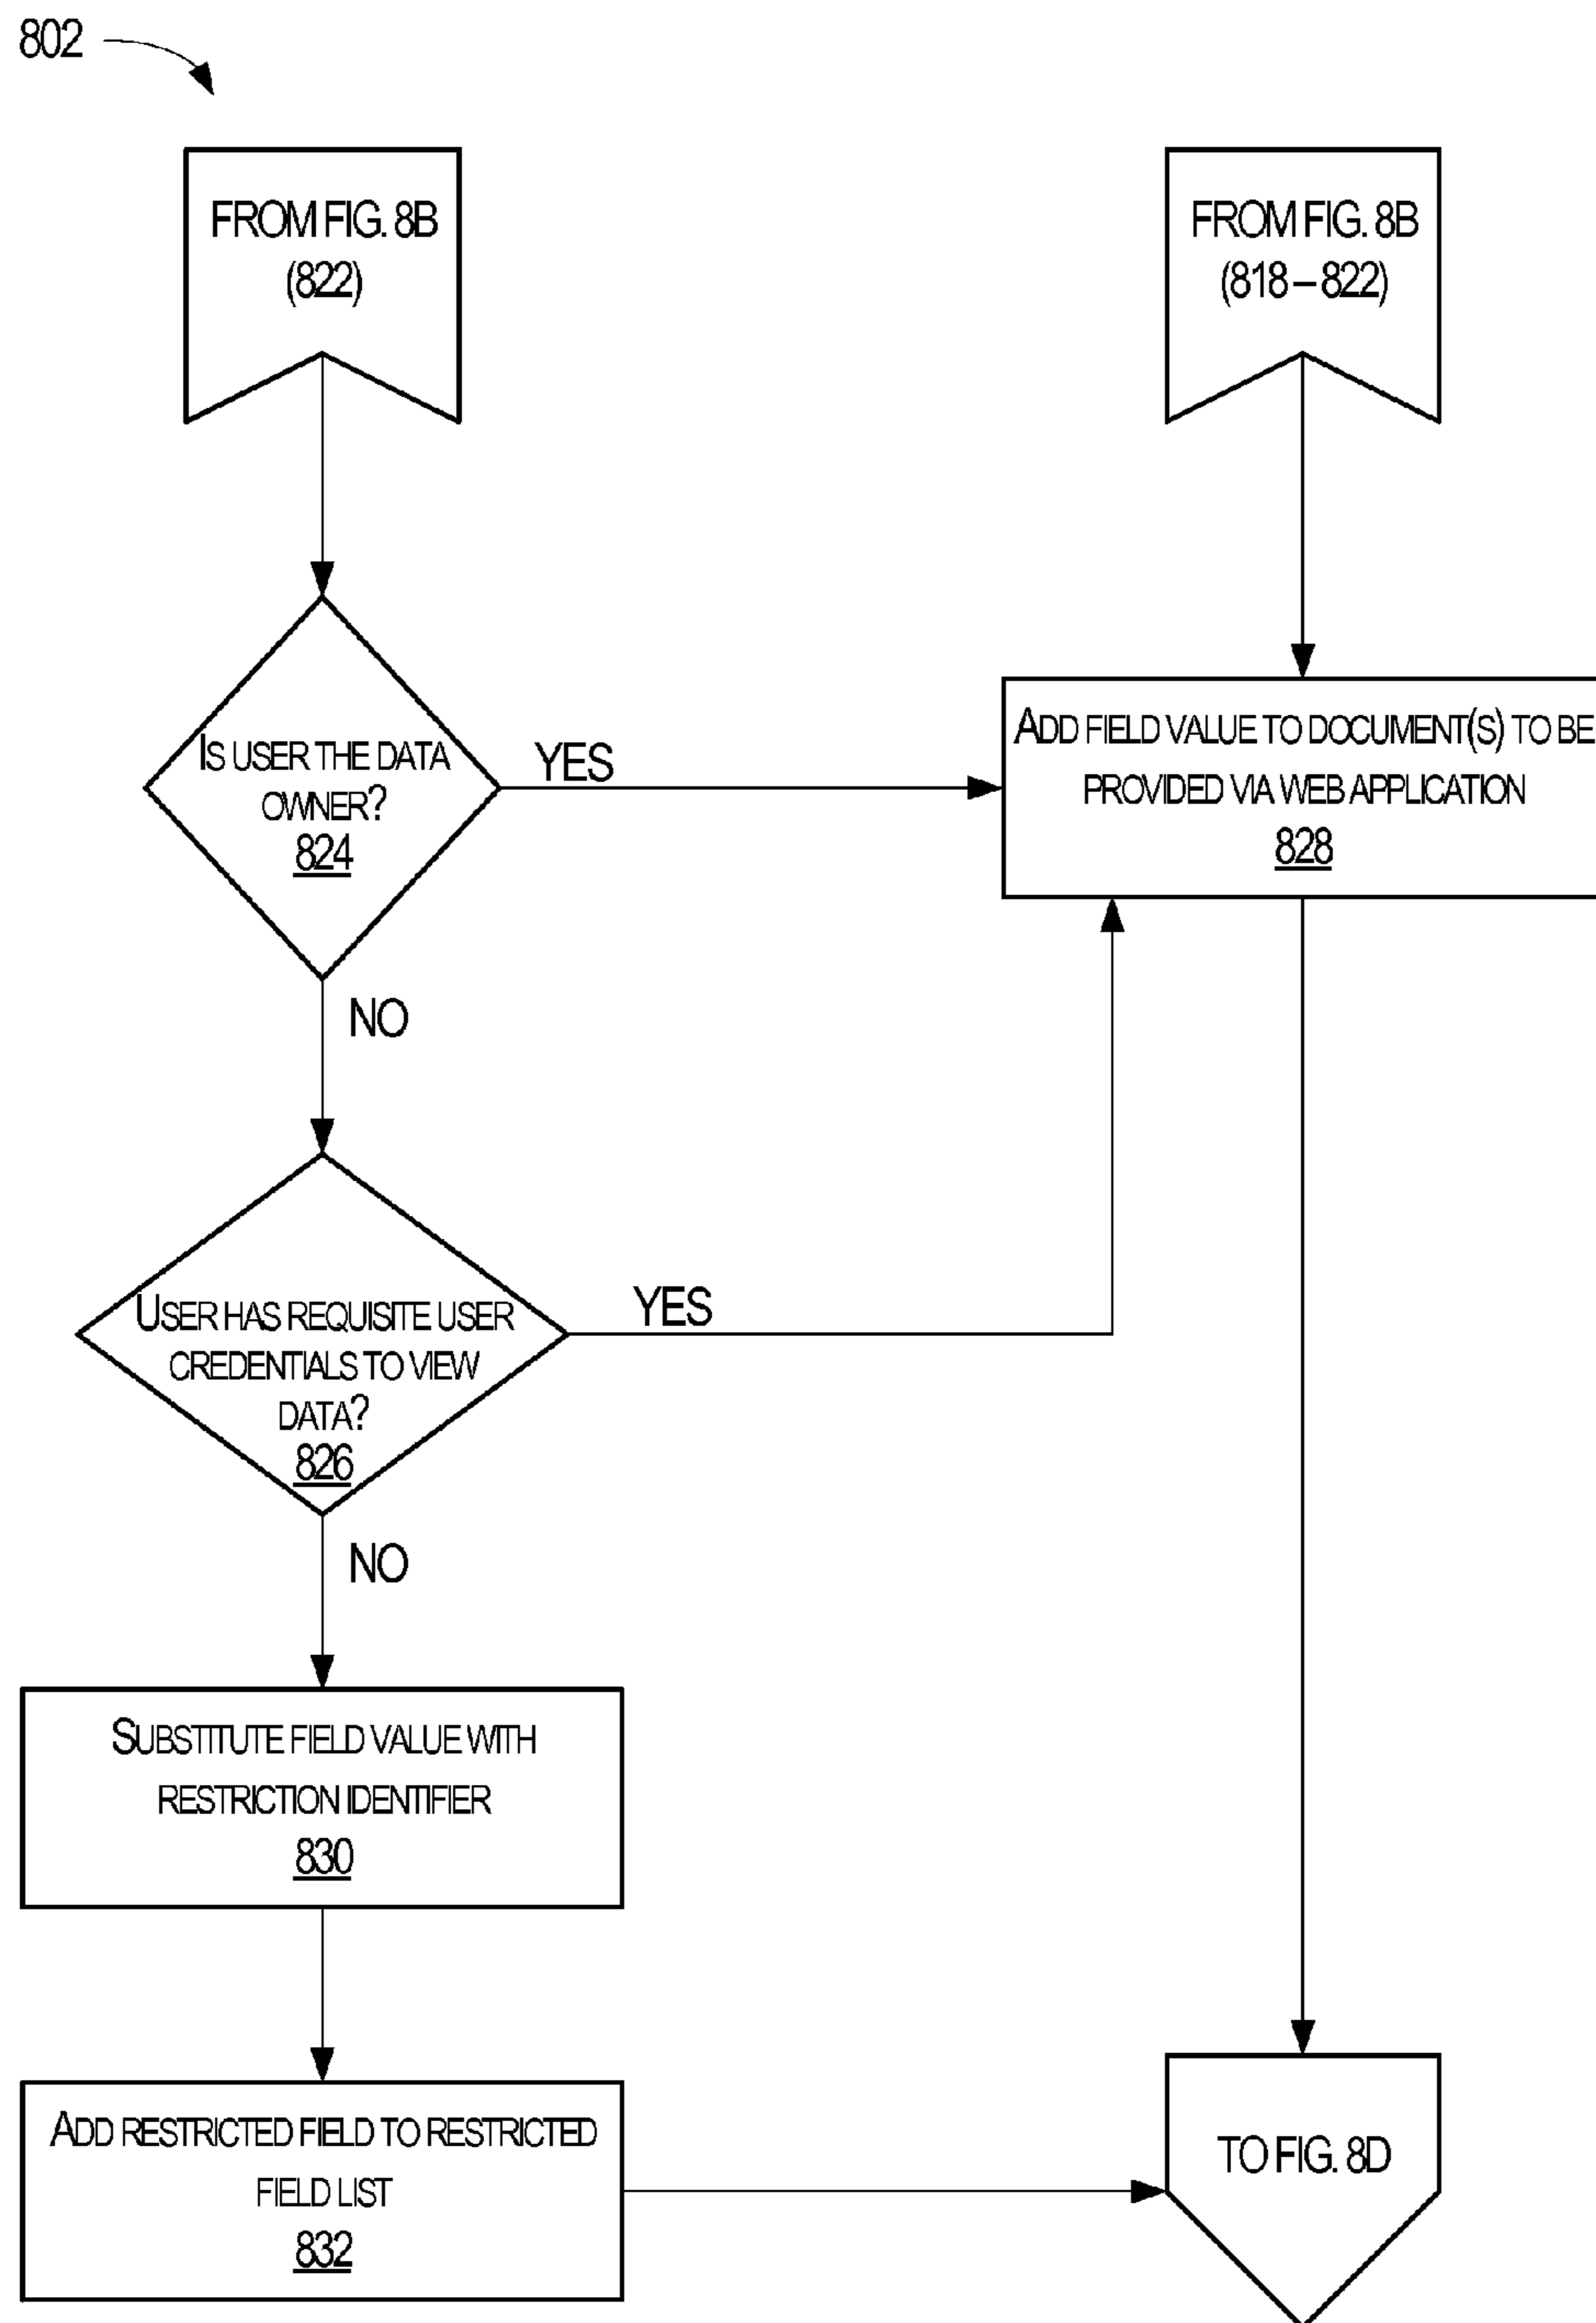 802
FROM FIG. 8B
(822)
FROM FIG. 8B
(818 – 822)
IS USER THE DATA
OWNER?
824
YES
ADD FIELD VALUE TO DOCUMENT(S) TO BE
PROVIDED VIA WEB APPLICATION
828
NO
USER HAS REQUISITE USER
CREDENTIALS TO VIEW
DATA?
826
YES
NO
SUBSTITUTE FIELD VALUE WITH
RESTRICTION IDENTIFIER
830
ADD RESTRICTED FIELD TO RESTRICTED
FIELD LIST
832
TO FIG. 8D